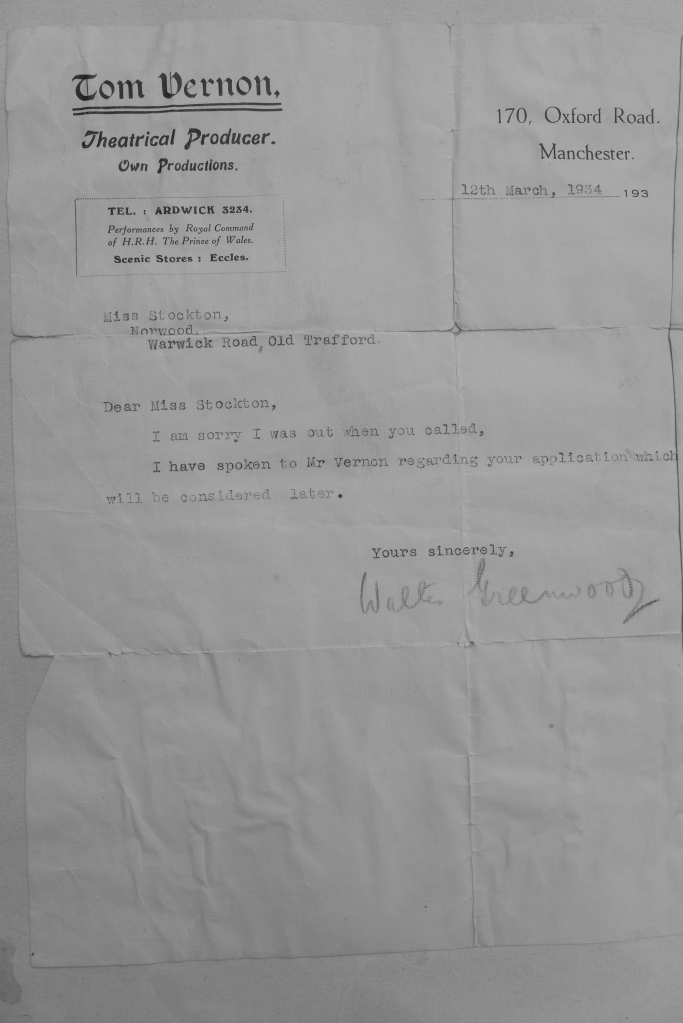 Tom Vernon.
Theatrical Producer.
Own Productions.
TEL. : ARDWICK 3234.
Performances by Royal Command
of H.R.H. The Prince of Wales.
Scenic Stores : Eccles.
170, Oxford Road.
Manchester.
12th March, 1934 193
Miss Stockton,
Norwood,
Warwick Road, Old Trafford.
Dear Miss Stockton,
I am sorry I was out when you called,
I have spoken to Mr Vernon regarding your application which
will be considered later.
Yours sincerely,
Walter Greenwood